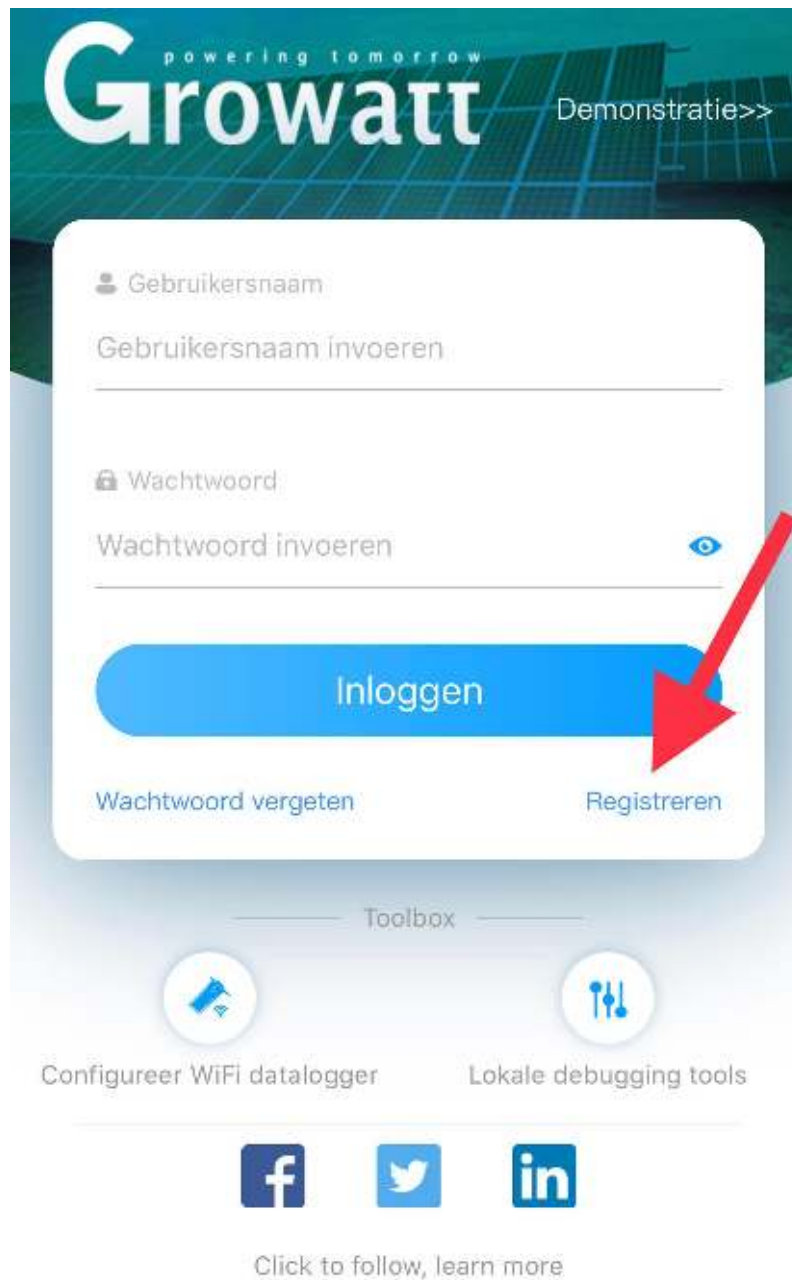 powering tomorrow
Growatt
Demonstratie>>
Gebruikersnaam
Gebruikersnaam invoeren
Wachtwoord
Wachtwoord invoeren
Inloggen
Wachtwoord vergeten Registreren
Toolbox
Configureer WiFi datalogger Lokale debugging tools
f in
Click to follow, learn more